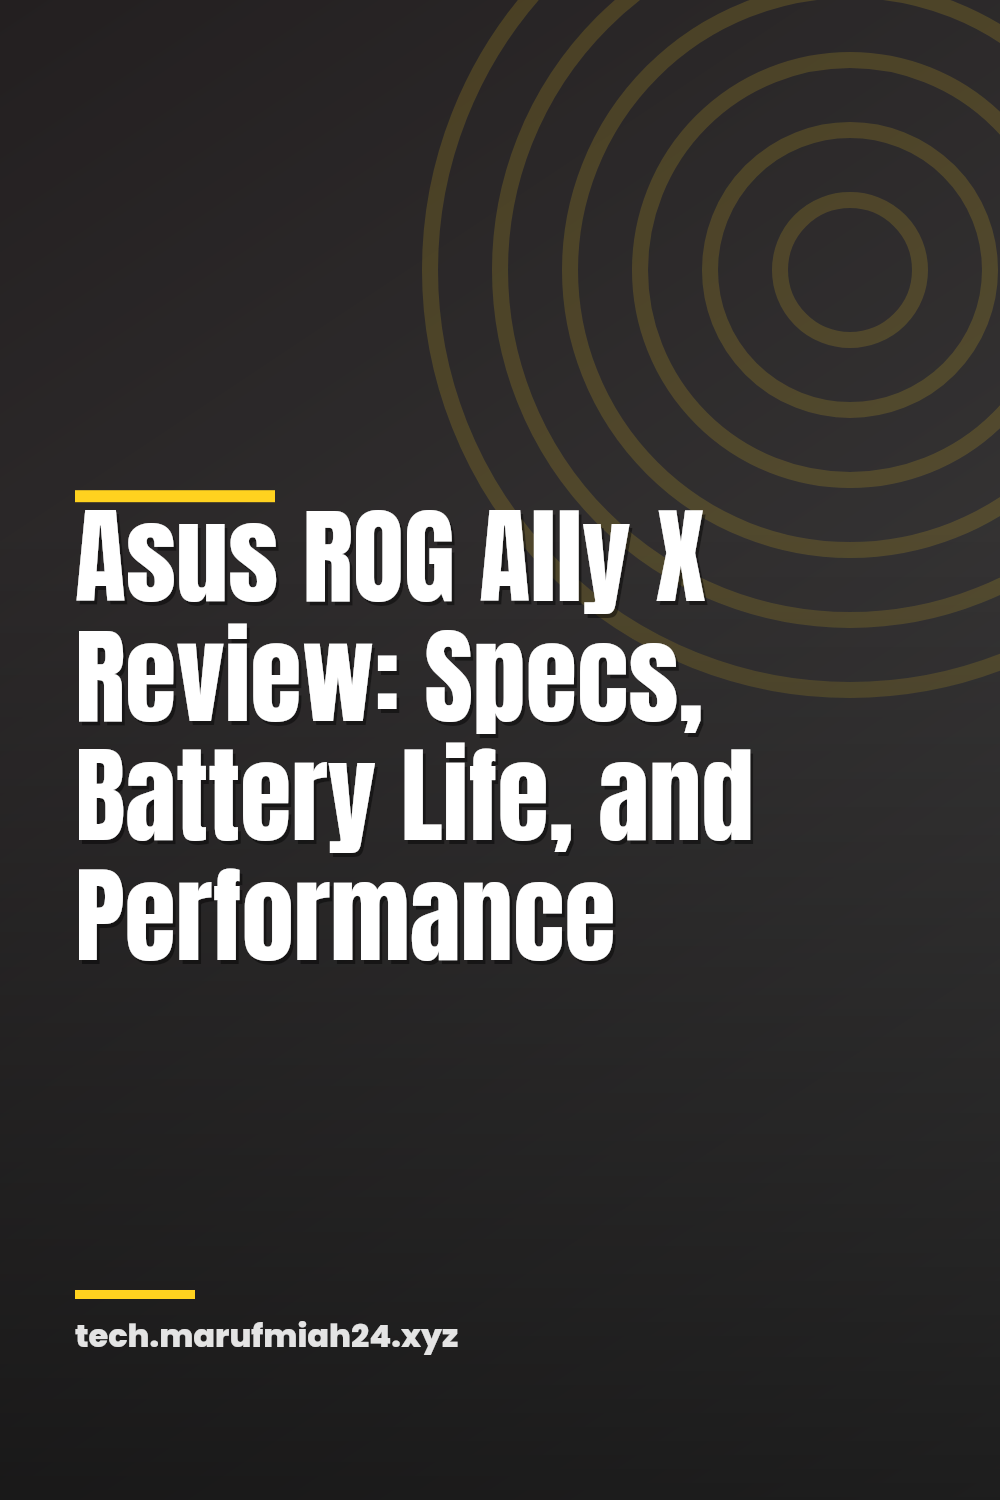 Asus ROG Ally X
Review: Specs,
Battery Life, and
Performance
tech.marufmiah24.xyz